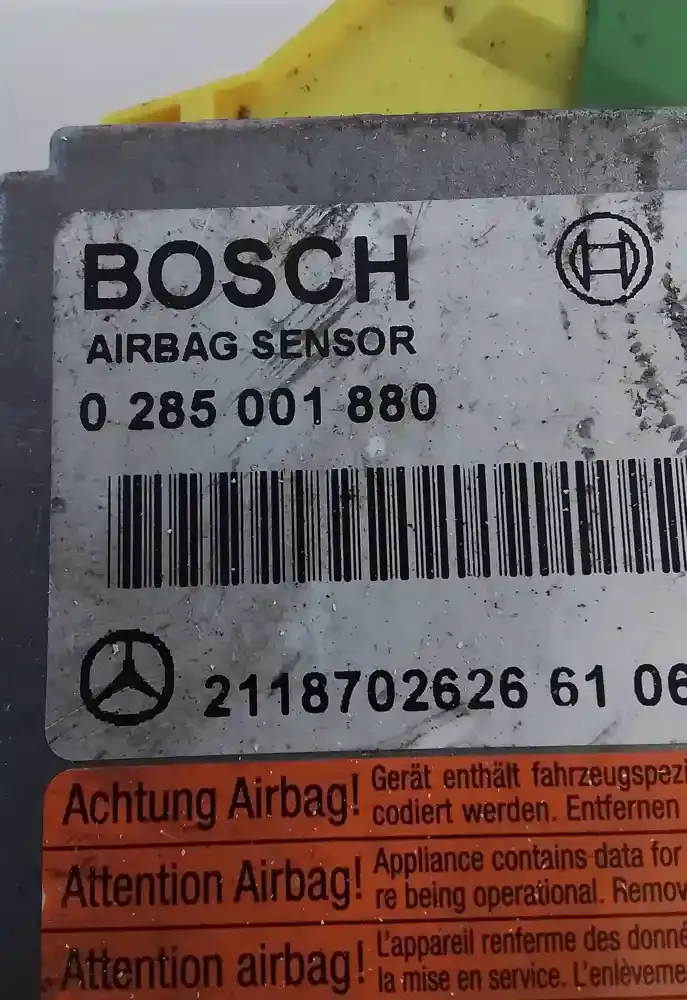 BOSCH
AIRBAG SENSOR
0 285 001 880
2118702626 61 06
Achtung Airbag!
Gerät enthält fahrzeugspezi
codiert werden. Entfernen
Attention Airbag!
Appliance contains data for
re being operational. Remov
Attention airbag!
L'appareil renferme des donné
la mise en service. L'enlèveme